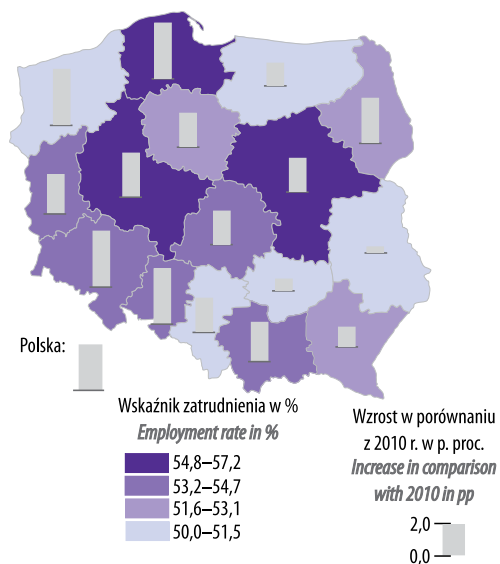 Polska:
Wskaźnik zatrudnienia w %
Employment rate in %
54,8–57,2
53,2–54,7
51,6–53,1
50,0–51,5
Wzrost w porównaniu
z 2010 r. w p. proc.
Increase in comparison
with 2010 in pp
2,0
0,0